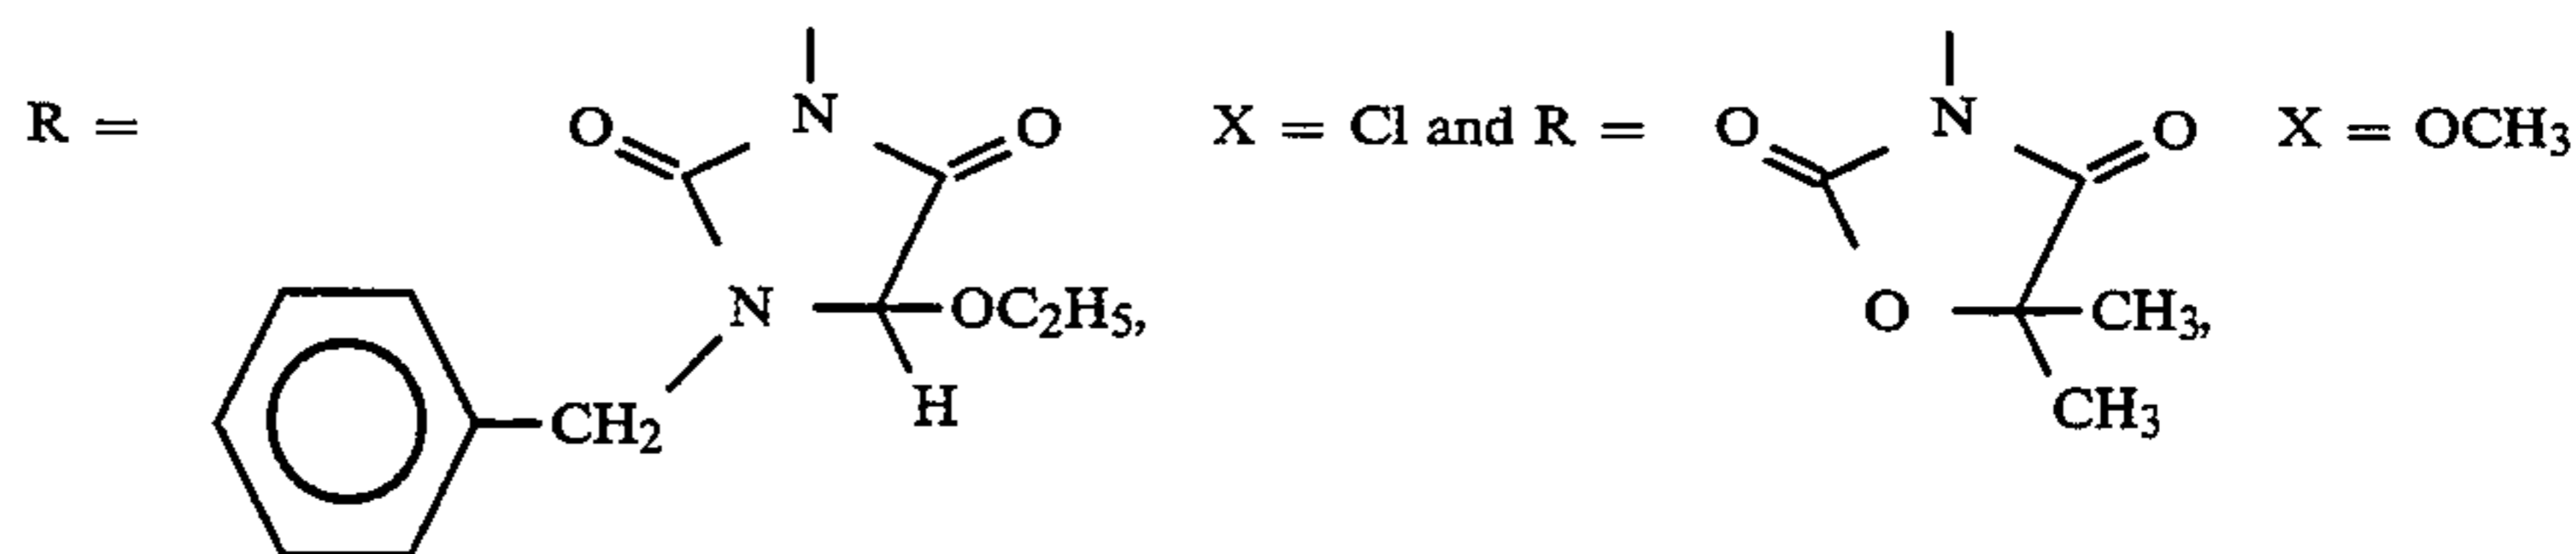 R = O N O X = Cl and R = O N O X = OCH₃
N OC₂H₅, O CH₃,
CH₂ H CH₃